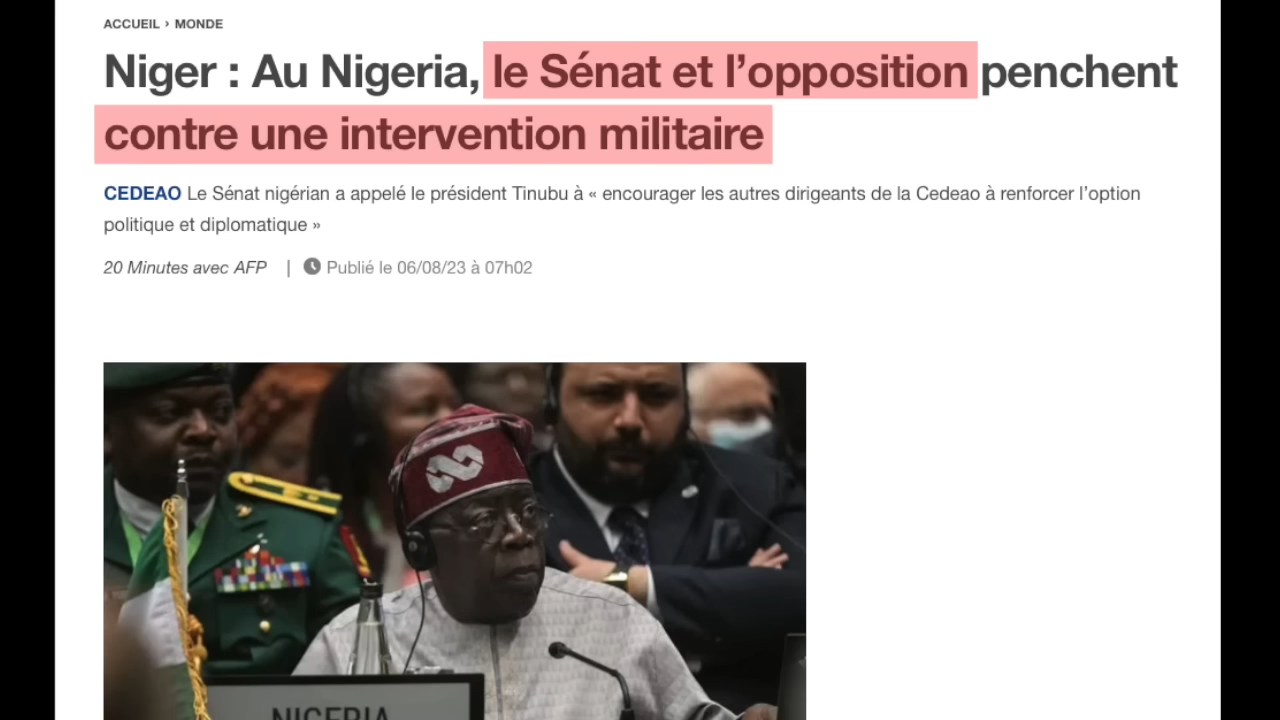 ACCUEIL › MONDE
Niger : Au Nigeria, le Sénat et l’opposition penchent
contre une intervention militaire
CEDEAO Le Sénat nigérian a appelé le président Tinubu à « encourager les autres dirigeants de la Cedeao à renforcer l’option
politique et diplomatique »
20 Minutes avec AFP | Publié le 06/08/23 à 07h02
NIGERIA